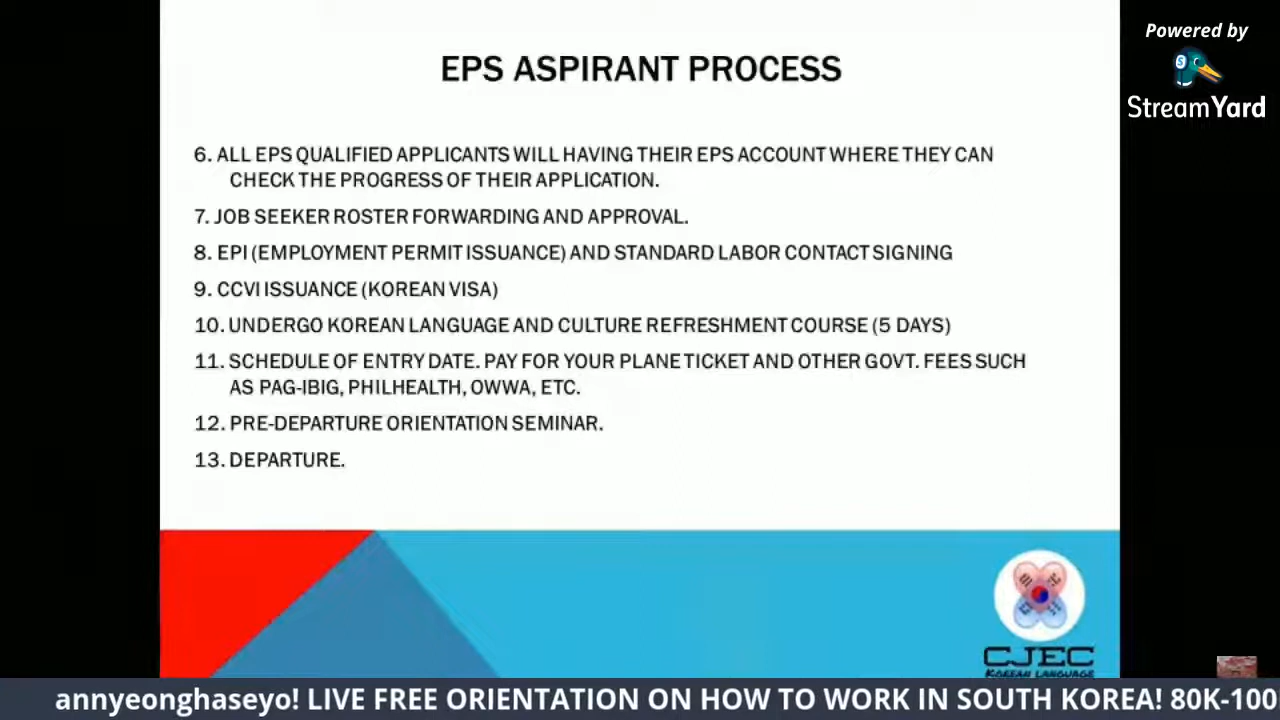 Powered by
StreamYard
EPS ASPIRANT PROCESS
6. ALL EPS QUALIFIED APPLICANTS WILL HAVING THEIR EPS ACCOUNT WHERE THEY CAN
CHECK THE PROGRESS OF THEIR APPLICATION.
7. JOB SEEKER ROSTER FORWARDING AND APPROVAL.
8. EPI (EMPLOYMENT PERMIT ISSUANCE) AND STANDARD LABOR CONTACT SIGNING
9. CCVI ISSUANCE (KOREAN VISA)
10. UNDERGO KOREAN LANGUAGE AND CULTURE REFRESHMENT COURSE (5 DAYS)
11. SCHEDULE OF ENTRY DATE. PAY FOR YOUR PLANE TICKET AND OTHER GOVT. FEES SUCH
AS PAG-IBIG, PHILHEALTH, OWWA, ETC.
12. PRE-DEPARTURE ORIENTATION SEMINAR.
13. DEPARTURE.
CJEC
KOREAN LANGUAGE
annyeonghaseyo! LIVE FREE ORIENTATION ON HOW TO WORK IN SOUTH KOREA! 80K-100